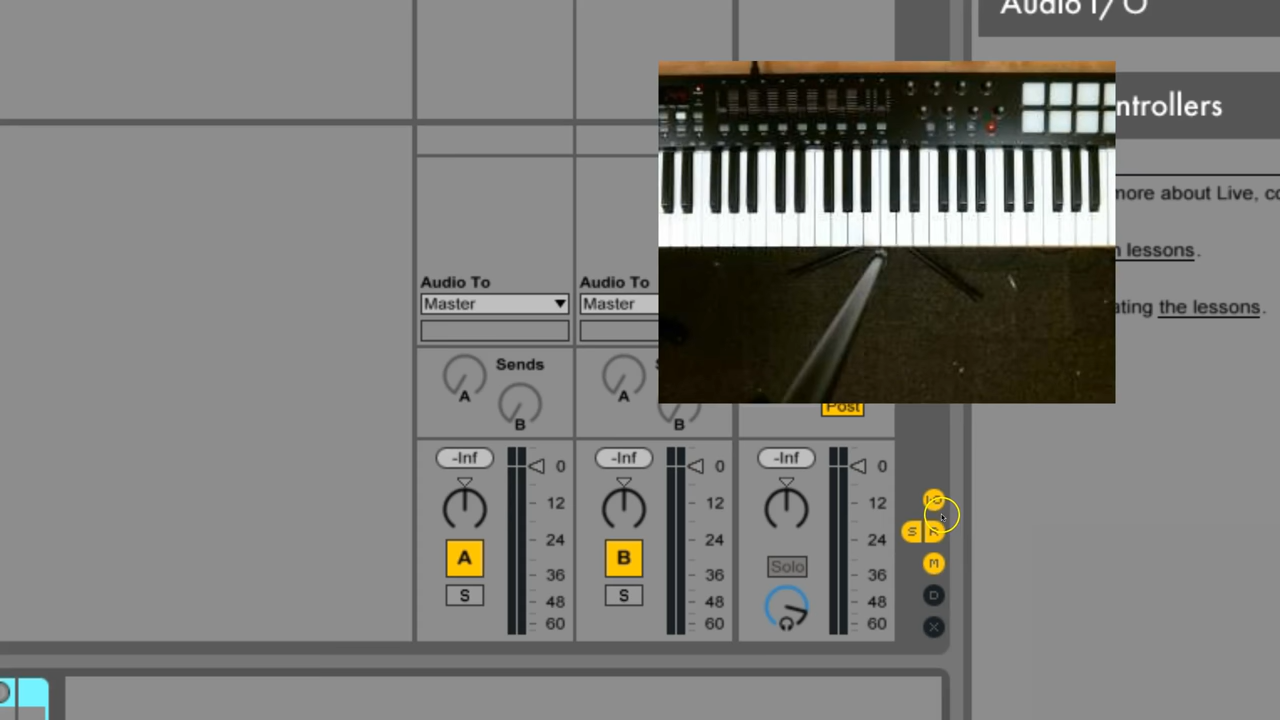 Audio I/O
ntrollers
more about Live, co
n lessons.
ating the lessons.
Audio To
Audio To
Master
Master
Sends
A
B
A
B
Post
-Inf
-Inf
-Inf
0
0
0
12
12
12
24
24
24
36
36
36
48
48
48
60
60
60
A
B
Solo
S
S
I·O
S
R
M
D
X